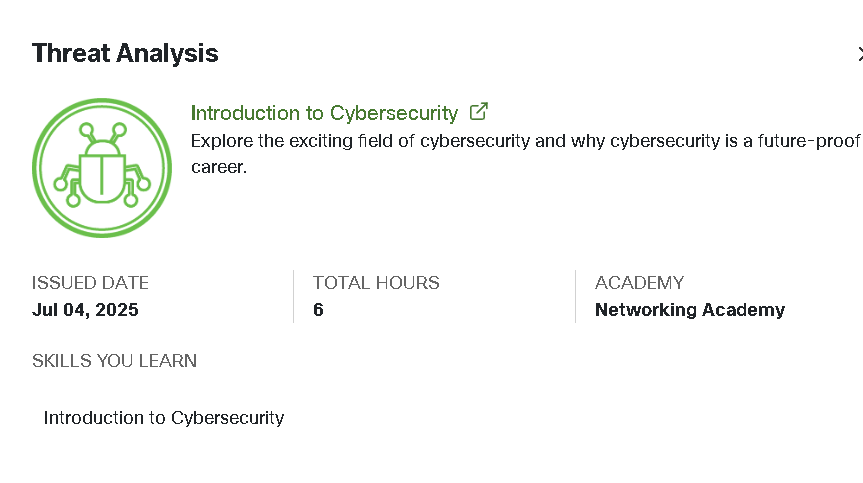 Threat Analysis
Introduction to Cybersecurity
Explore the exciting field of cybersecurity and why cybersecurity is a future-proof
career.
ISSUED DATE
Jul 04, 2025
TOTAL HOURS
6
ACADEMY
Networking Academy
SKILLS YOU LEARN
Introduction to Cybersecurity